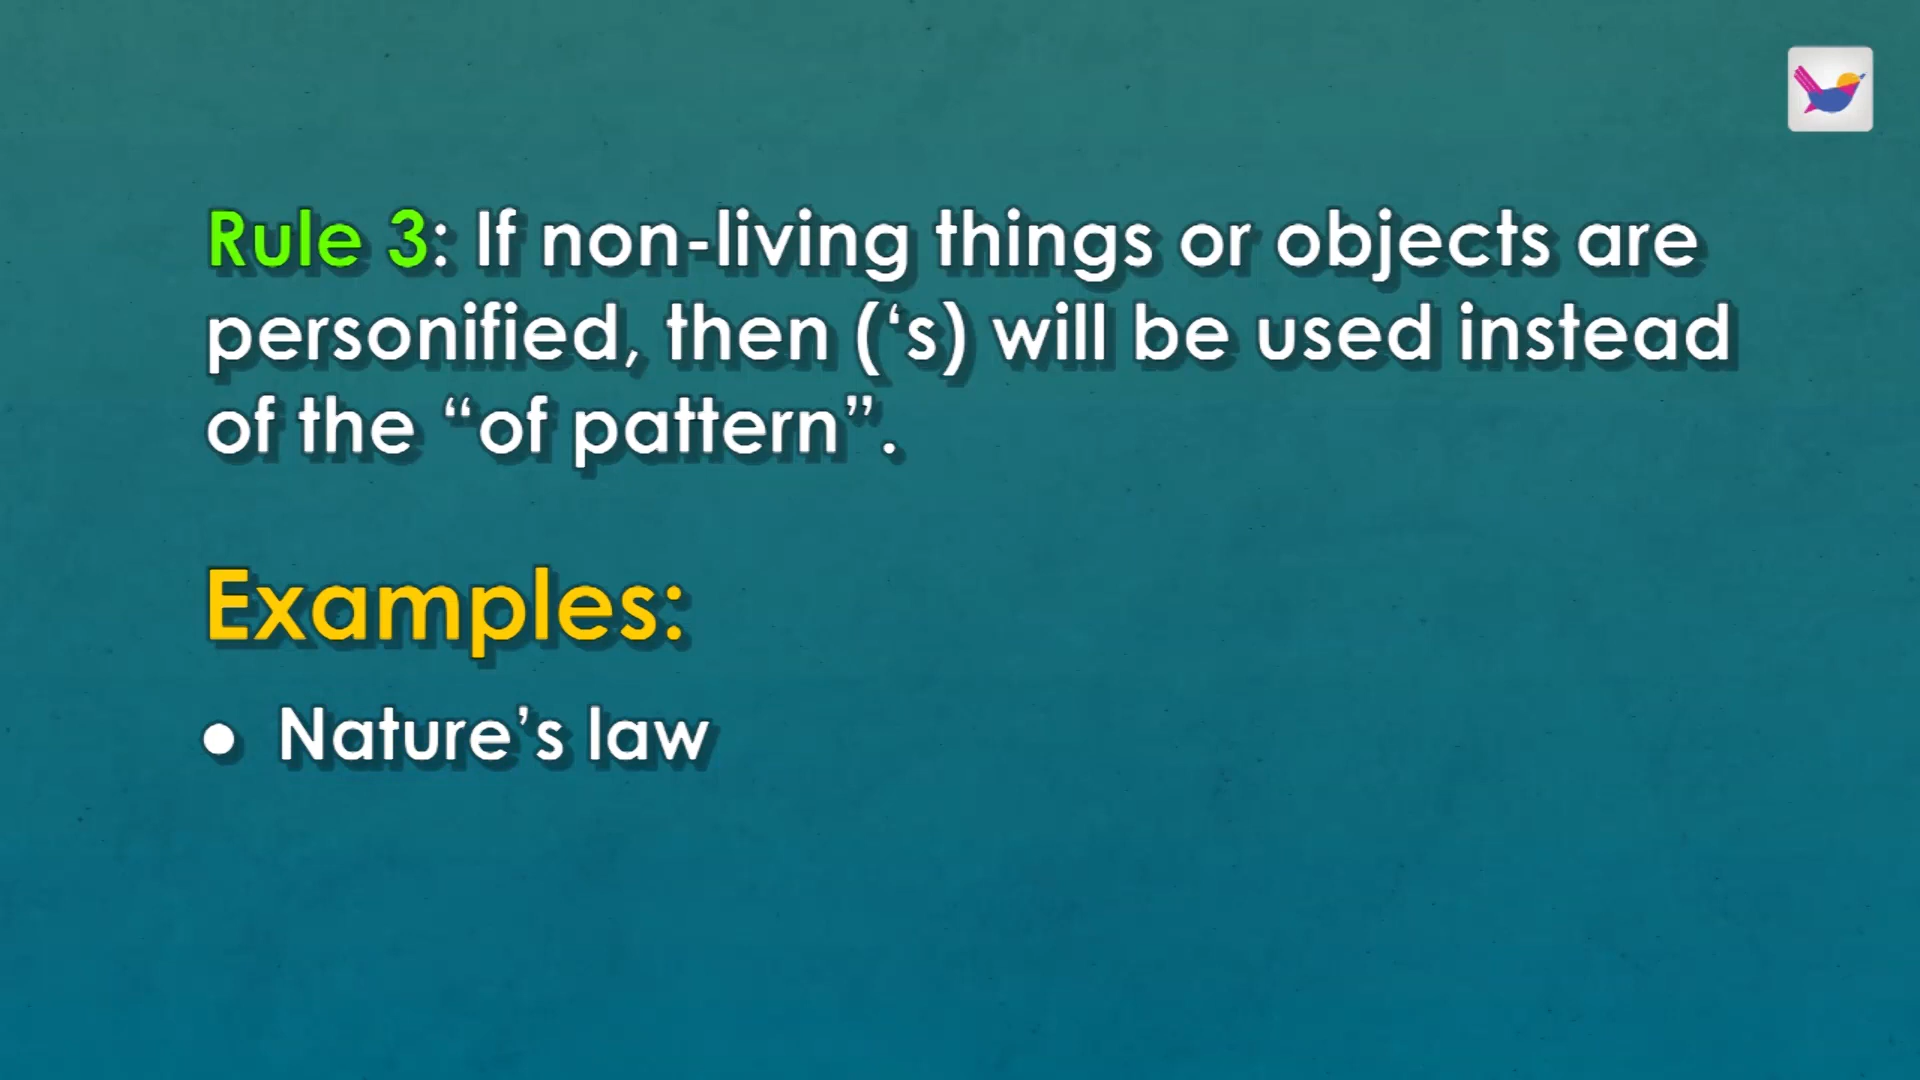 Rule 3: If non-living things or objects are
personified, then (‘s) will be used instead
of the “of pattern”.
Examples:
● Nature’s law